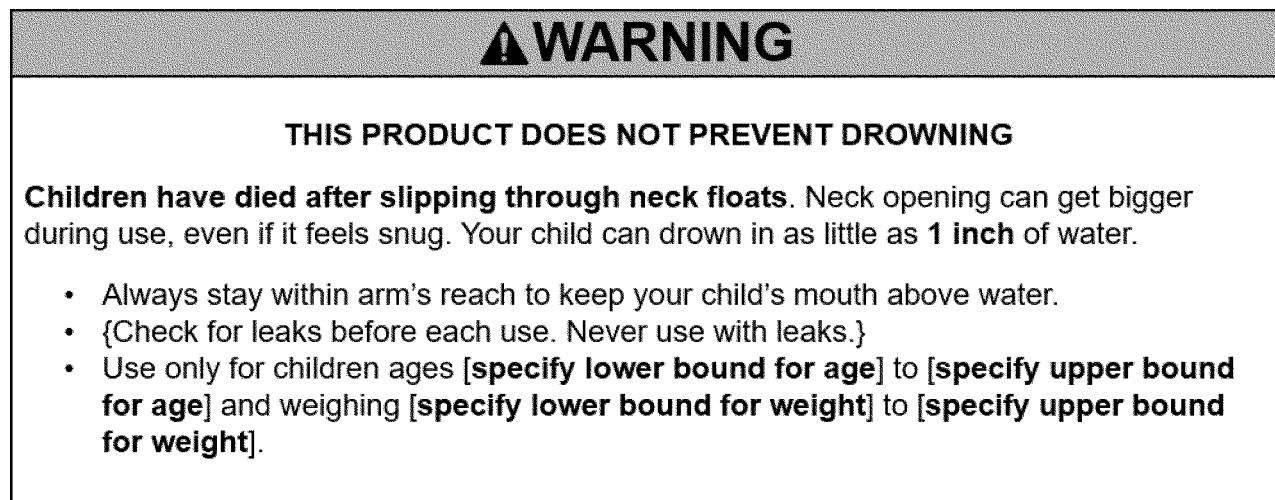 ⚠WARNING
THIS PRODUCT DOES NOT PREVENT DROWNING
Children have died after slipping through neck floats. Neck opening can get bigger
during use, even if it feels snug. Your child can drown in as little as 1 inch of water.
• Always stay within arm's reach to keep your child's mouth above water.
• {Check for leaks before each use. Never use with leaks.}
• Use only for children ages [specify lower bound for age] to [specify upper bound
for age] and weighing [specify lower bound for weight] to [specify upper bound
for weight].